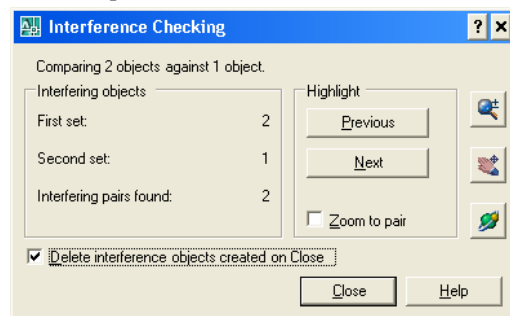 Interference Checking
Comparing 2 objects against 1 object.
Interfering objects
First set: 2
Second set: 1
Interfering pairs found: 2
Highlight
Previous
Next
Zoom to pair
Delete interference objects created on Close
Close Help